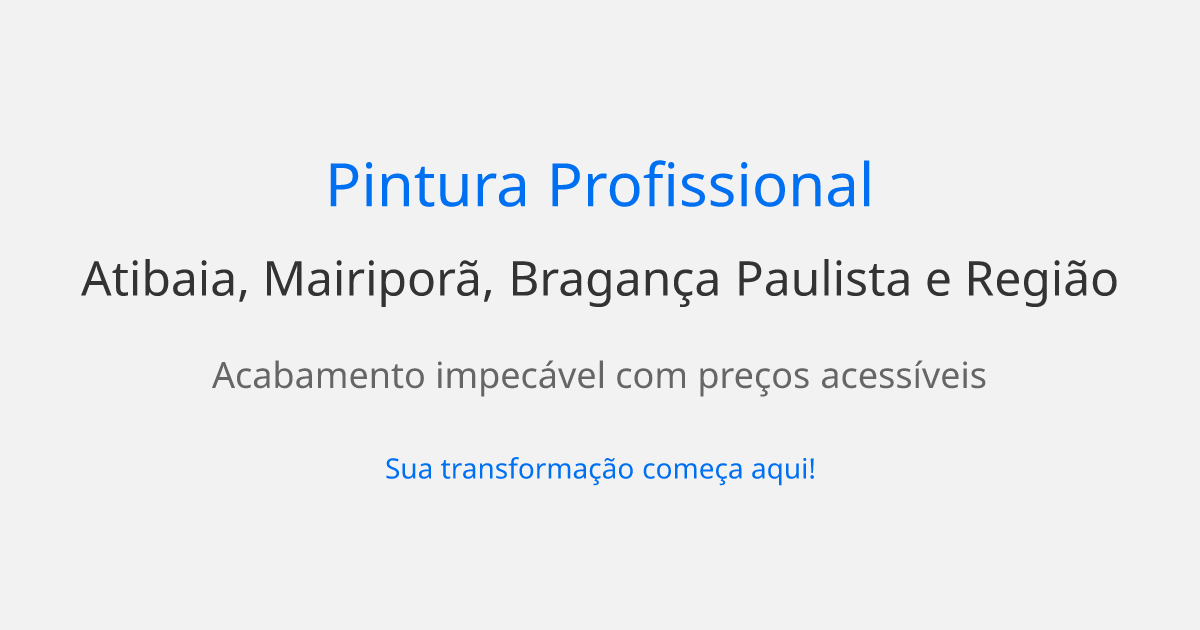 Pintura Profissional
Atibaia, Mairiporã, Bragança Paulista e Região
Acabamento impecável com preços acessíveis
Sua transformação começa aqui!